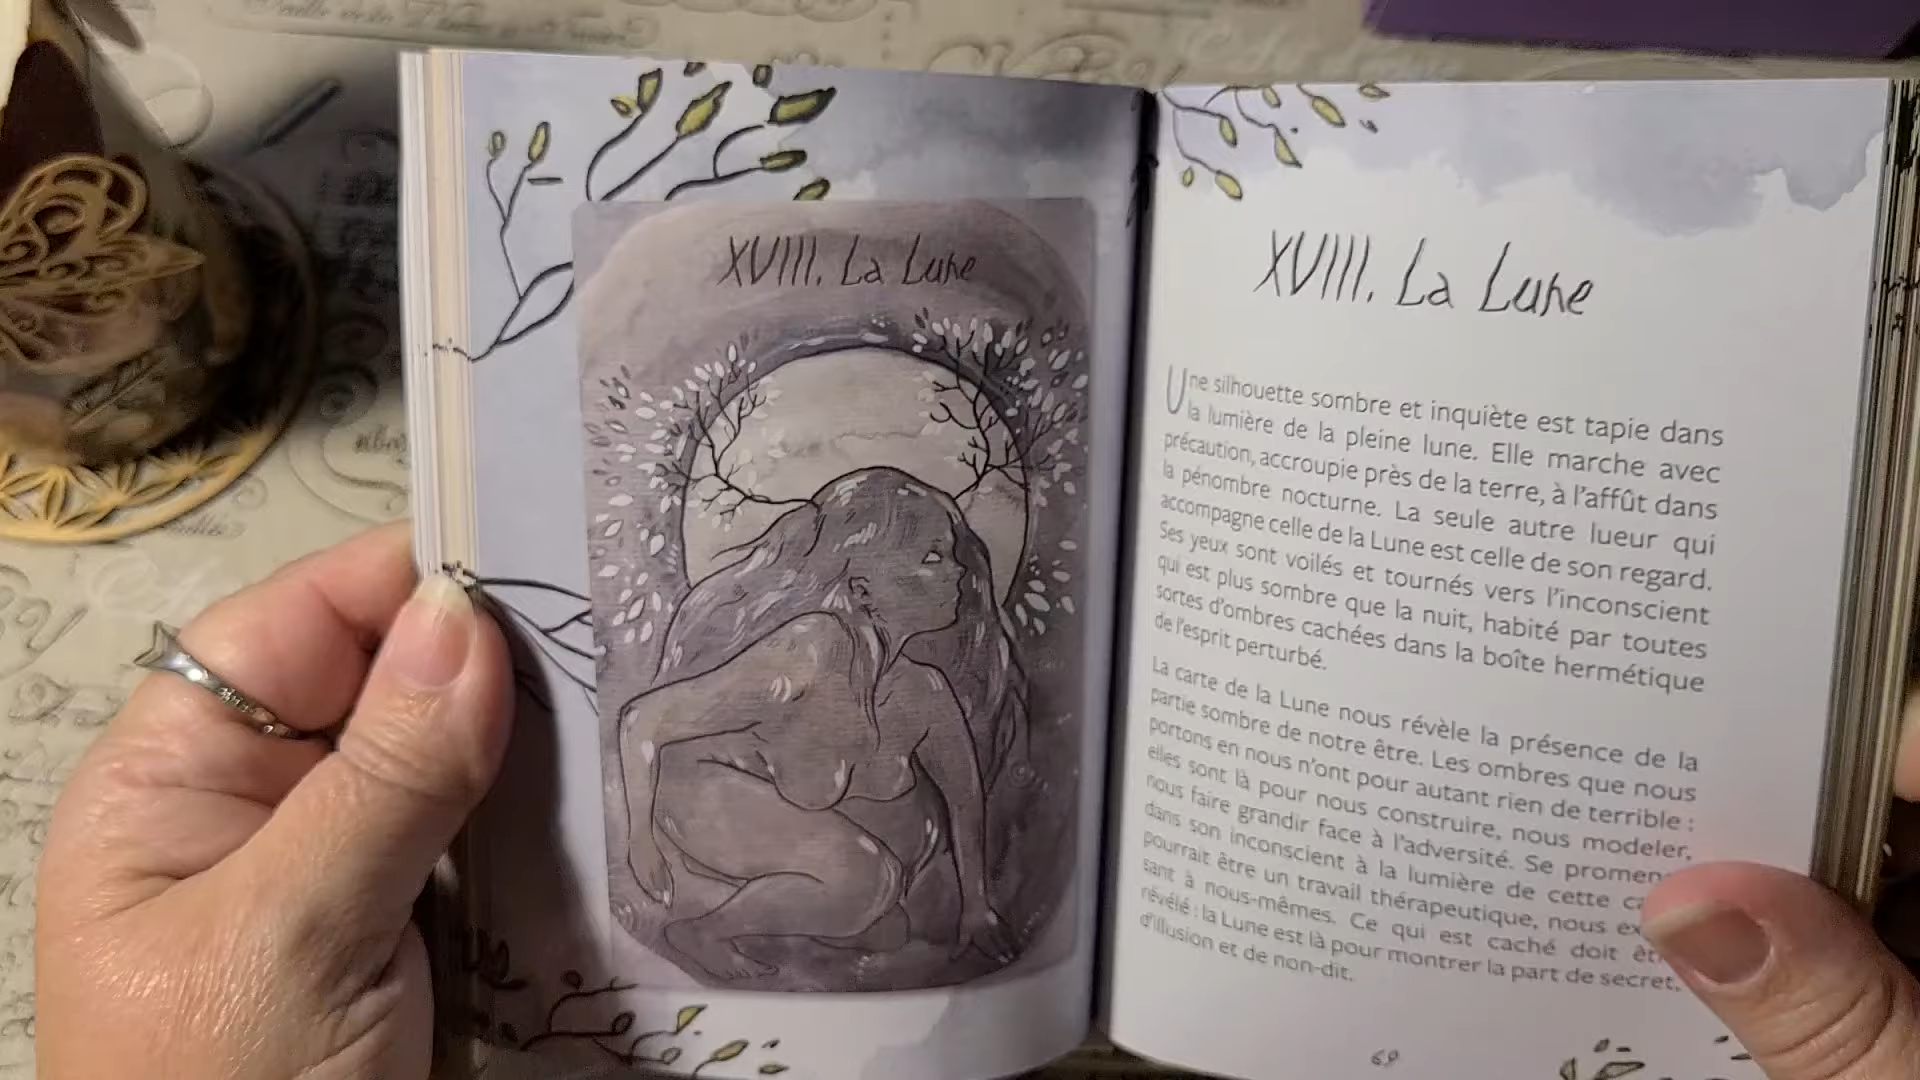 XVIII. La Lune
XVIII. La Lune
Une silhouette sombre et inquiète est tapie dans
la lumière de la pleine lune. Elle marche avec
précaution, accroupie près de la terre, à l'affût dans
la pénombre nocturne. La seule autre lueur qui
accompagne celle de la Lune est celle de son regard.
Ses yeux sont voilés et tournés vers l'inconscient
qui est plus sombre que la nuit, habité par toutes
sortes d'ombres cachées dans la boîte hermétique
de l'esprit perturbé.
La carte de la Lune nous révèle la présence de la
partie sombre de notre être. Les ombres que nous
portons en nous n'ont pour autant rien de terrible :
elles sont là pour nous construire, nous modeler,
nous faire grandir face à l'adversité. Se promen
dans son inconscient à la lumière de cette ca
pourrait être un travail thérapeutique, nous ex
sant à nous-mêmes. Ce qui est caché doit êt
révélé : la Lune est là pour montrer la part de secret,
d'illusion et de non-dit.
69